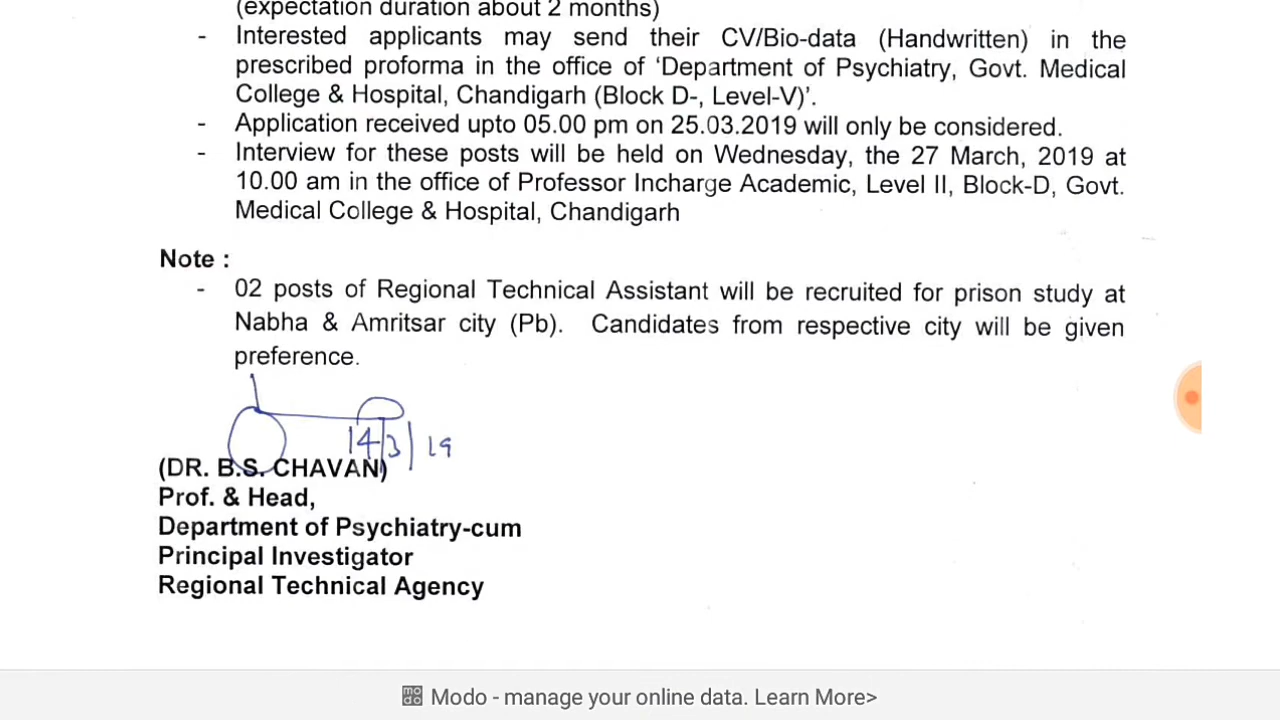 (expectation duration about 2 months)
- Interested applicants may send their CV/Bio-data (Handwritten) in the
prescribed proforma in the office of 'Department of Psychiatry, Govt. Medical
College & Hospital, Chandigarh (Block D-, Level-V)'.
- Application received upto 05.00 pm on 25.03.2019 will only be considered.
- Interview for these posts will be held on Wednesday, the 27 March, 2019 at
10.00 am in the office of Professor Incharge Academic, Level II, Block-D, Govt.
Medical College & Hospital, Chandigarh
Note :
- 02 posts of Regional Technical Assistant will be recruited for prison study at
Nabha & Amritsar city (Pb). Candidates from respective city will be given
preference.
14/3/19
(DR. B.S. CHAVAN)
Prof. & Head,
Department of Psychiatry-cum
Principal Investigator
Regional Technical Agency
modo Modo - manage your online data. Learn More>